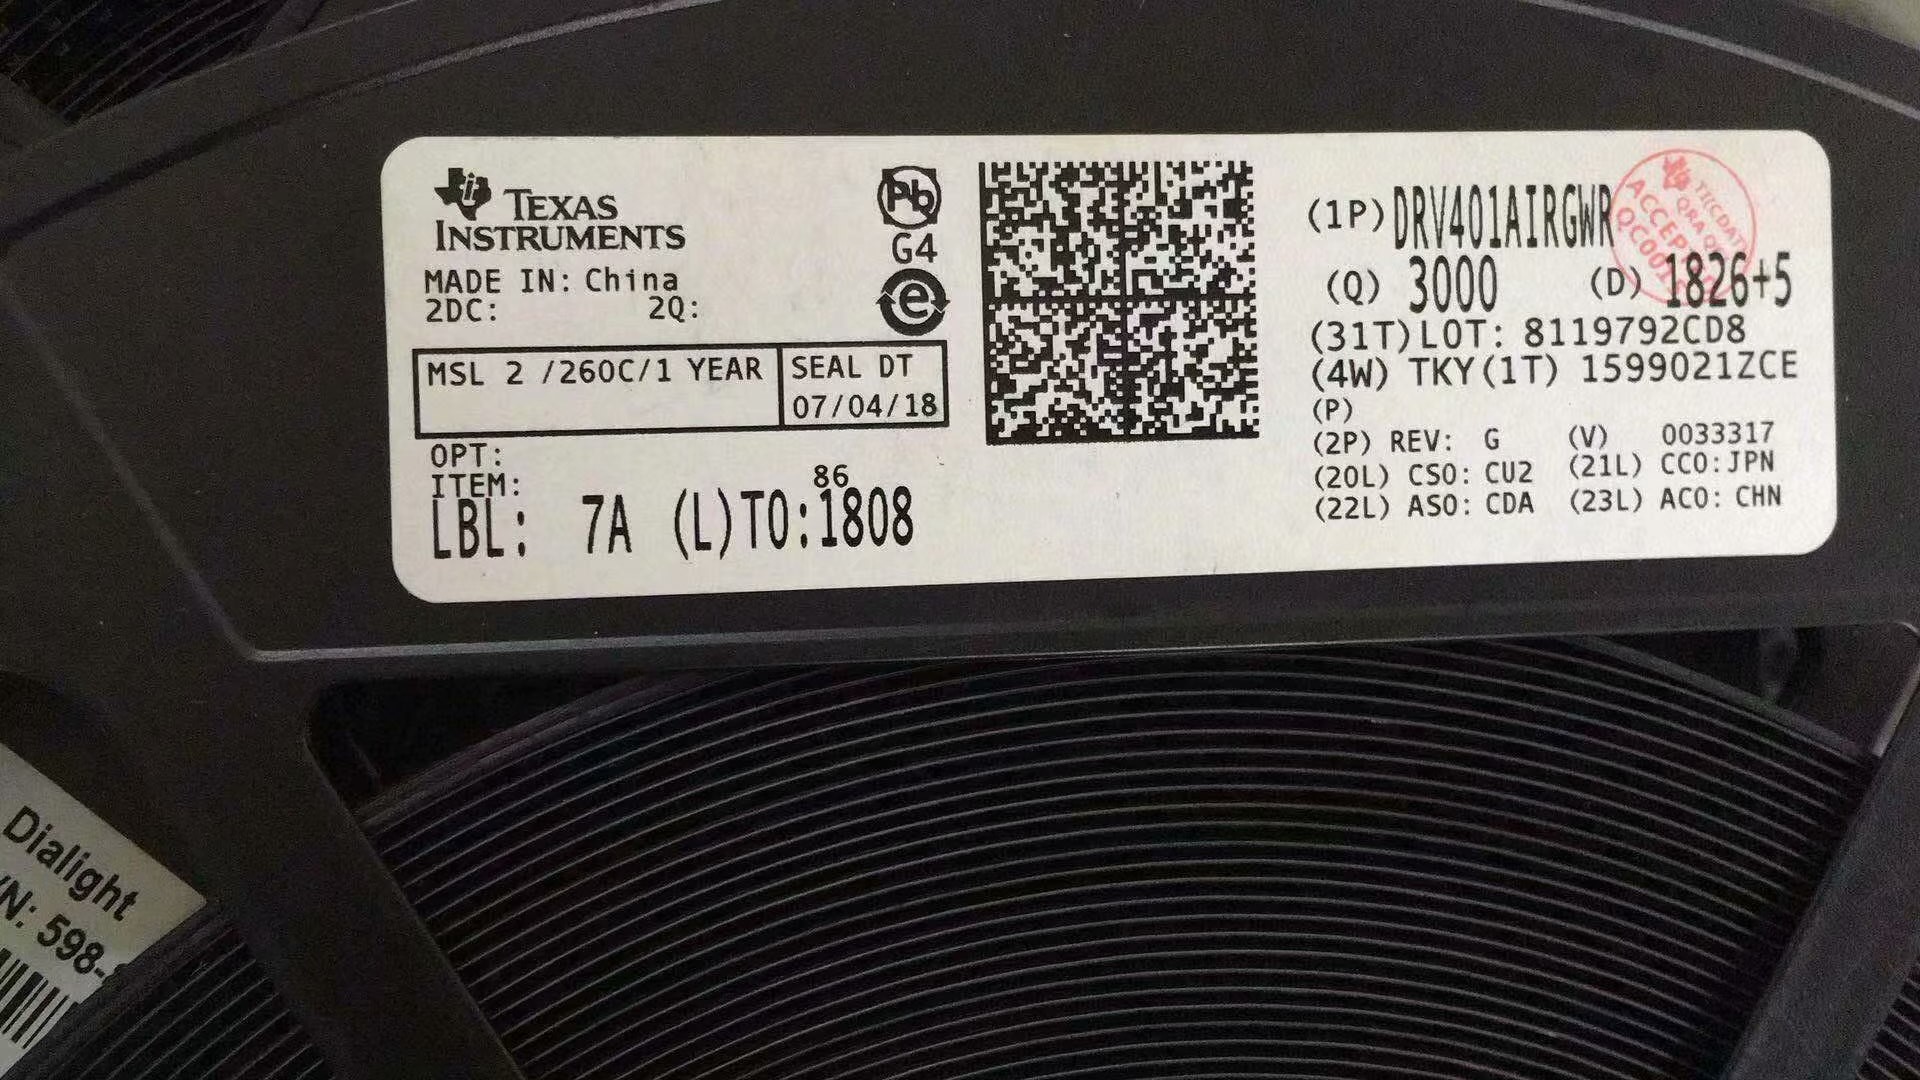 TEXAS
INSTRUMENTS
MADE IN: China
2DC: 2Q:
Pb
G4
e
MSL 2 /260C/1 YEAR
SEAL DT
07/04/18
OPT:
ITEM:
86
LBL: 7A (L)TO:1808
(1P) DRV401AIRGWR
(Q) 3000 (D) 1826+5
(31T)LOT: 8119792CD8
(4W) TKY(1T) 1599021ZCE
(P)
(2P) REV: G (V) 0033317
(20L) CSO: CU2 (21L) CCO:JPN
(22L) ASO: CDA (23L) ACO: CHN
QRA
Dialight
N: 598-